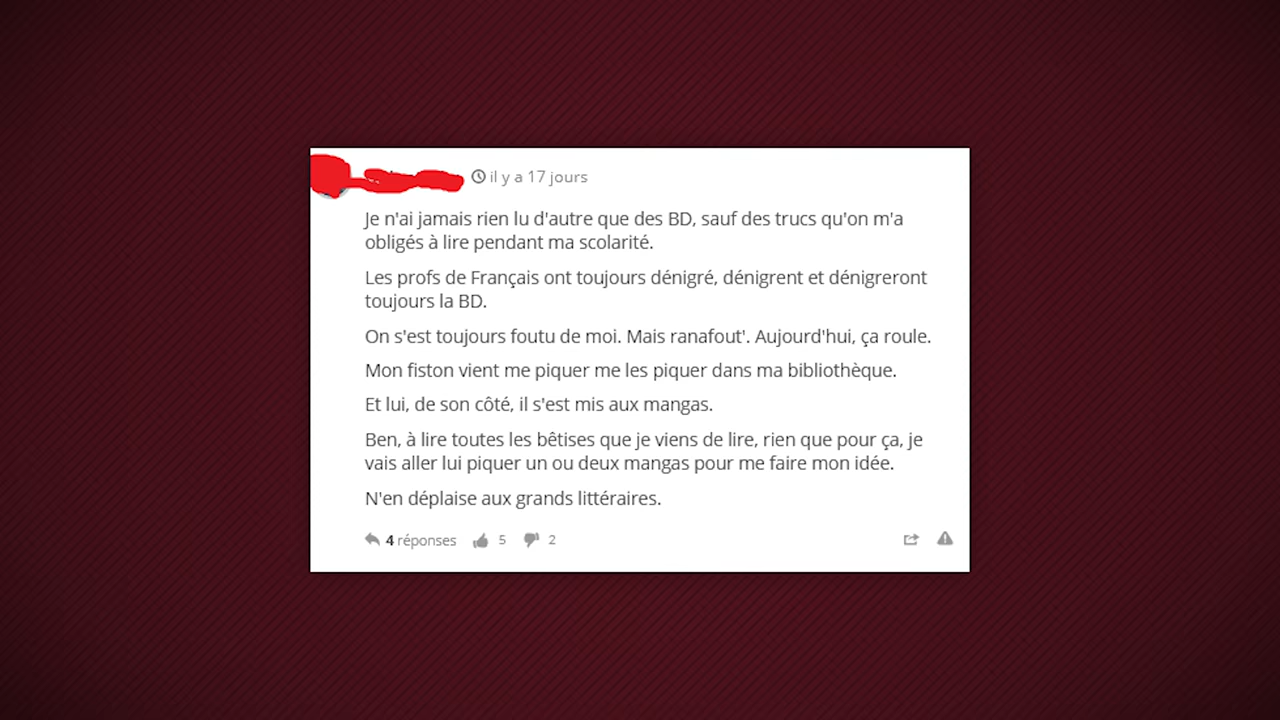 il y a 17 jours
Je n'ai jamais rien lu d'autre que des BD, sauf des trucs qu'on m'a
obligés à lire pendant ma scolarité.
Les profs de Français ont toujours dénigré, dénigrent et dénigreront
toujours la BD.
On s'est toujours foutu de moi. Mais ranafout'. Aujourd'hui, ça roule.
Mon fiston vient me piquer me les piquer dans ma bibliothèque.
Et lui, de son côté, il s'est mis aux mangas.
Ben, à lire toutes les bêtises que je viens de lire, rien que pour ça, je
vais aller lui piquer un ou deux mangas pour me faire mon idée.
N'en déplaise aux grands littéraires.
4 réponses 5 2